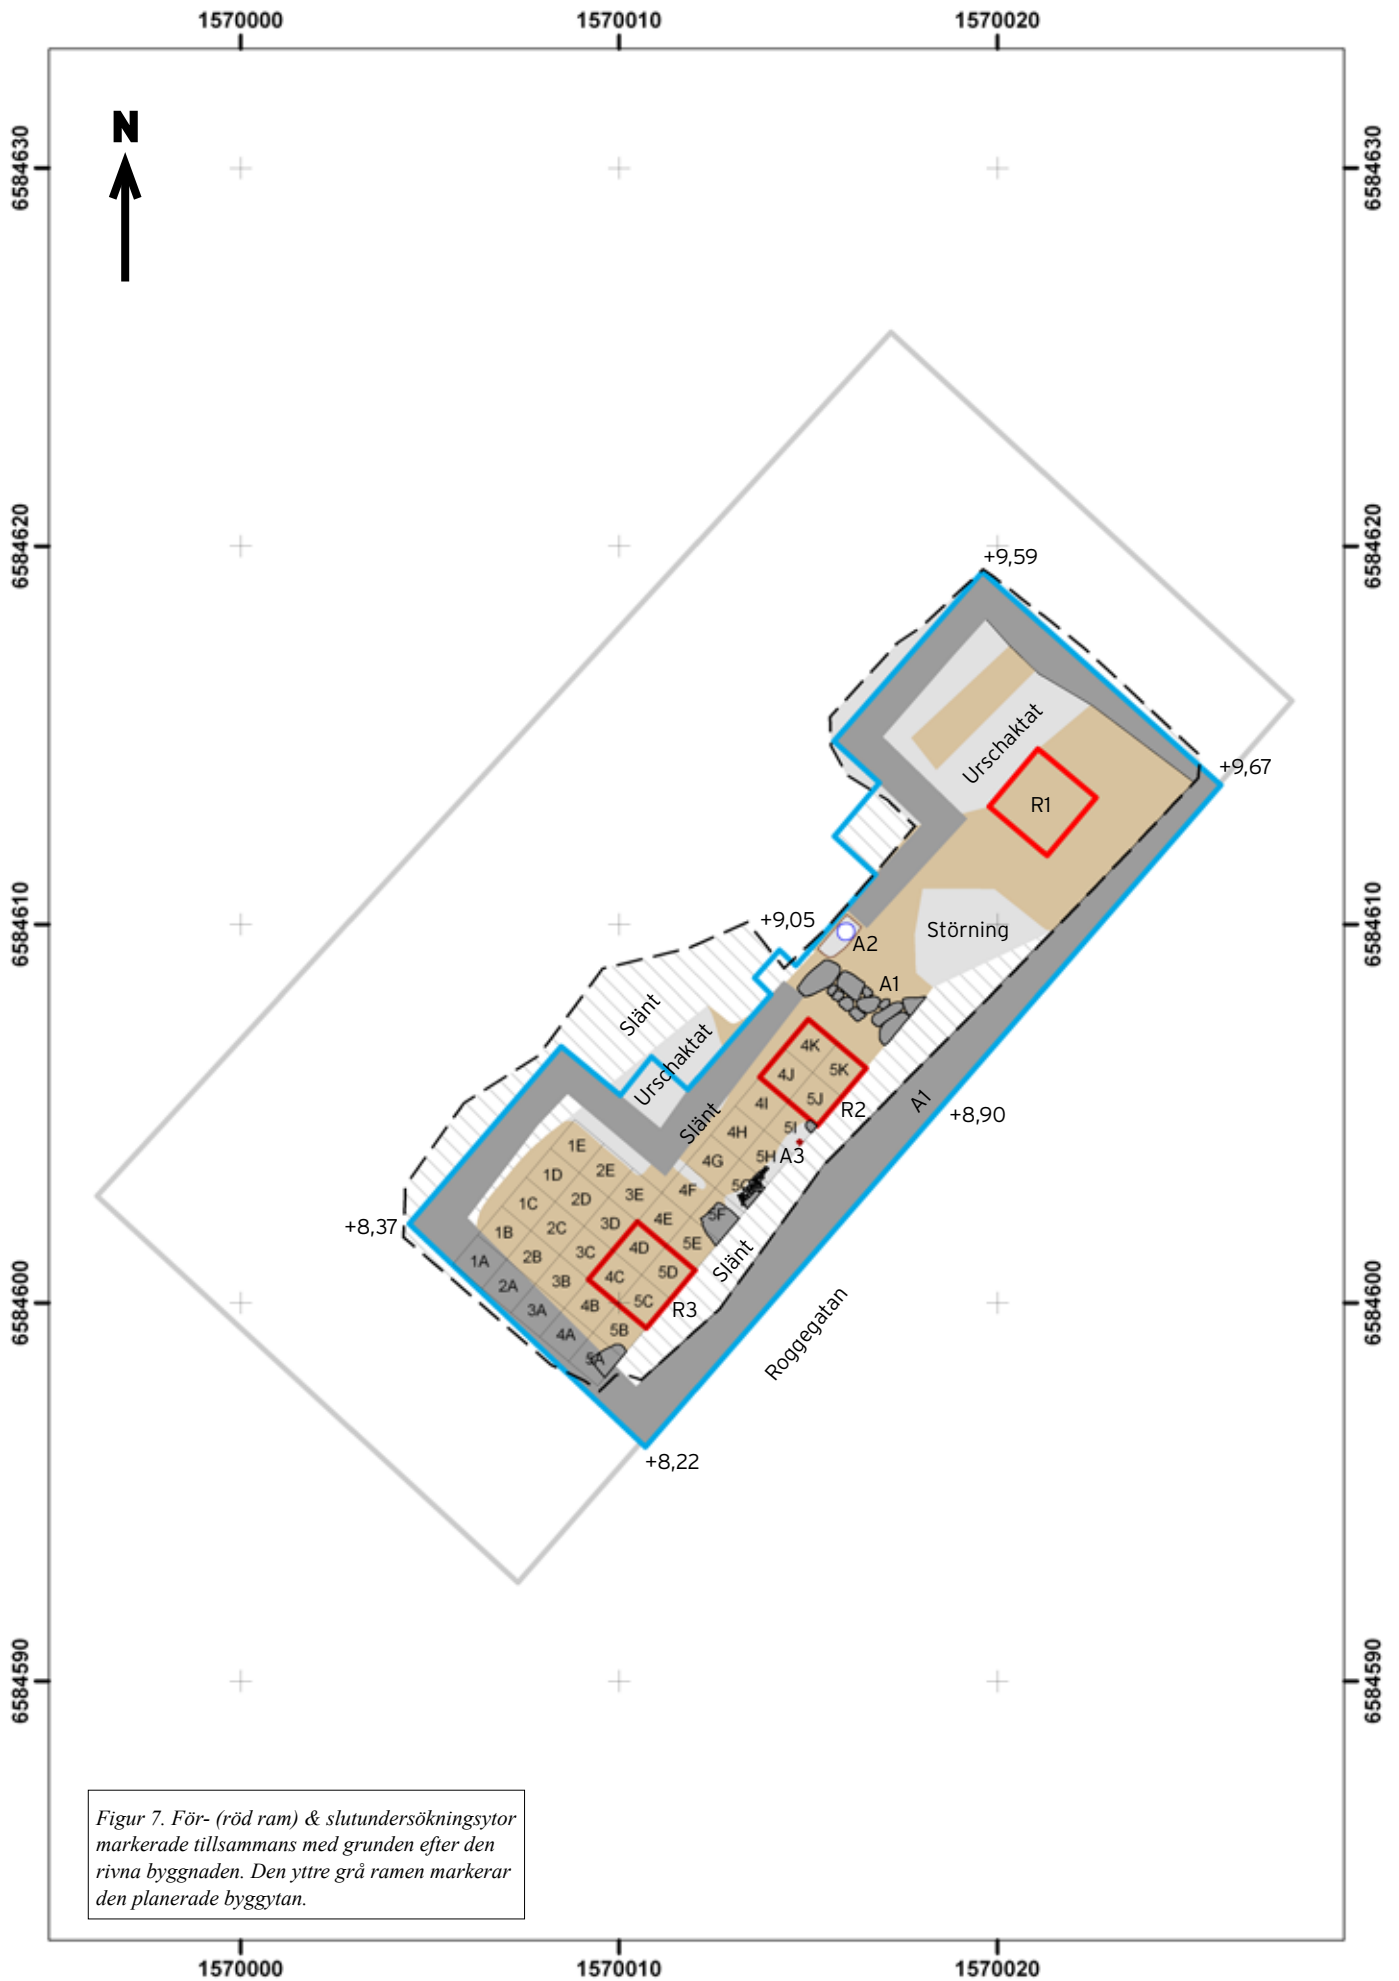 1570000
1570010
1570020
N
6584630
6584630
6584620
6584620
+9,59
+9,67
Urschaktat
R1
6584610
6584610
+9,05
Störning
A2
A1
Slänt
Urschaktat
4K
4J
5K
5J
R2
4I
5I
A1
+8,90
Slänt
4H
5H
A3
1E
2E
3E
4F
4G
5G
1D
2D
3D
4E
5F
1C
2C
3C
4D
5E
+8,37
1B
2B
3B
4C
5D
Slänt
1A
2A
3A
4B
5C
R3
4A
5B
5A
6584600
6584600
Roggegatan
+8,22
6584590
6584590
Figur 7. För- (röd ram) & slutundersökningsytor
markerade tillsammans med grunden efter den
rivna byggnaden. Den yttre grå ramen markerar
den planerade byggytan.
1570000
1570010
1570020